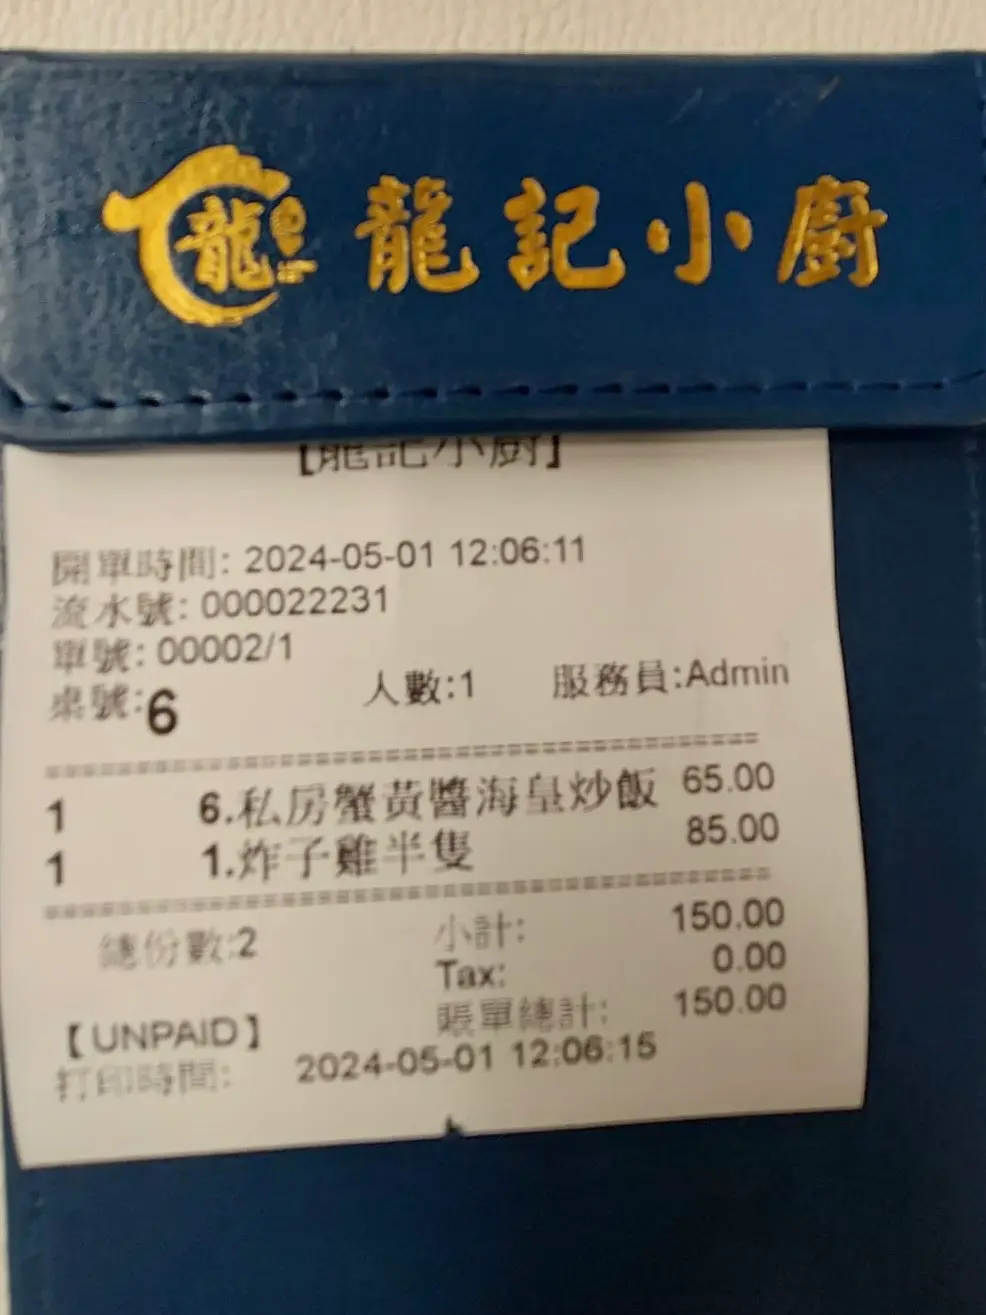 龍
龍記小廚
【龍記小廚】
開單時間: 2024-05-01 12:06:11
流水號: 000022231
單號: 00002/1
桌號:6 人數:1 服務員:Admin
1 6.私房蟹黃醬海皇炒飯 65.00
1 1.炸子雞半隻 85.00
總份數:2 小計: 150.00
Tax: 0.00
賬單總計: 150.00
【UNPAID】
打印時間: 2024-05-01 12:06:15